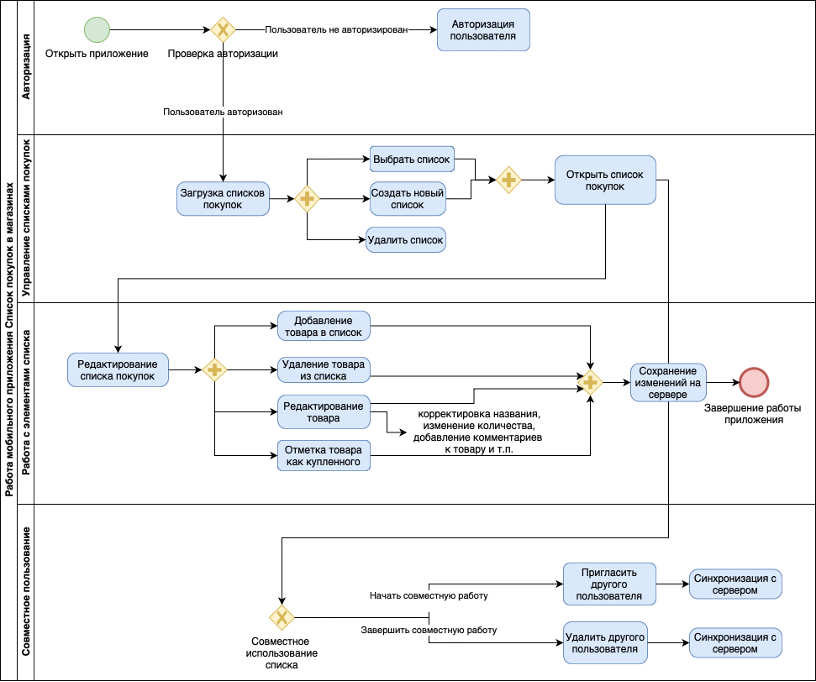 Работа мобильного приложения Список покупок в магазинах
Авторизация
Открыть приложение
Проверка авторизации
Пользователь не авторизирован
Авторизация
пользователя
Пользователь авторизован
Управление списками покупок
Загрузка списков
покупок
Выбрать список
Создать новый
список
Удалить список
Открыть список
покупок
Работа с элементами списка
Редактирование
списка покупок
Добавление
товара в список
Удаление товара
из списка
Редактирование
товара
корректировка названия,
изменение количества,
добавление комментариев
к товару и т.п.
Отметка товара
как купленного
Сохранение
изменений на
сервере
Завершение работы
приложения
Совместное пользование
Совместное
использование
списка
Начать совместную работу
Завершить совместную работу
Пригласить
другого
пользователя
Синхронизация с
сервером
Удалить другого
пользователя
Синхронизация с
сервером